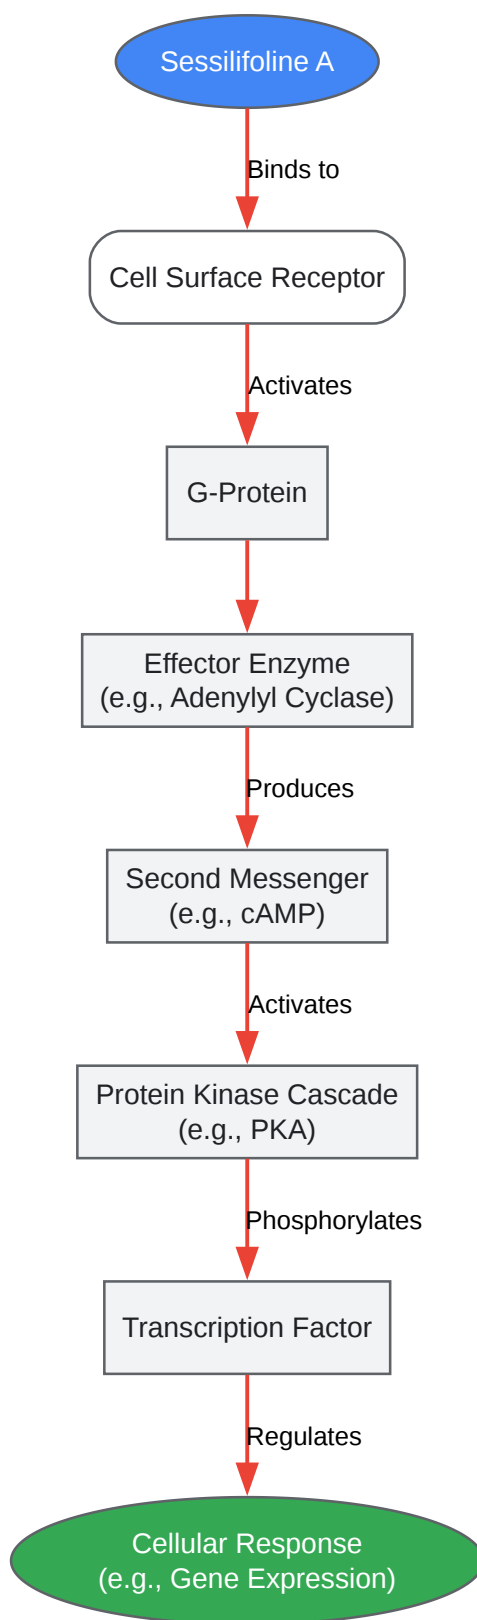 Sessilifoline A
Binds to
Cell Surface Receptor
Activates
G-Protein
Effector Enzyme
(e.g., Adenylyl Cyclase)
Produces
Second Messenger
(e.g., cAMP)
Activates
Protein Kinase Cascade
(e.g., PKA)
Phosphorylates
Transcription Factor
Regulates
Cellular Response
(e.g., Gene Expression)